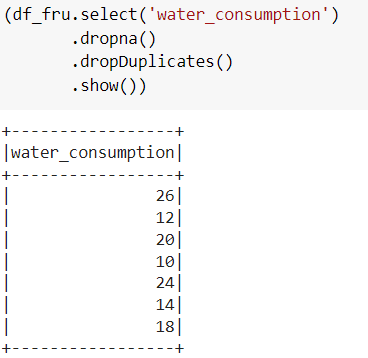 (df_fru.select('water_consumption')
       .dropna()
       .dropDuplicates()
       .show())
+-----------------+
|water_consumption|
+-----------------+
|               26|
|               12|
|               20|
|               10|
|               24|
|               14|
|               18|
+-----------------+